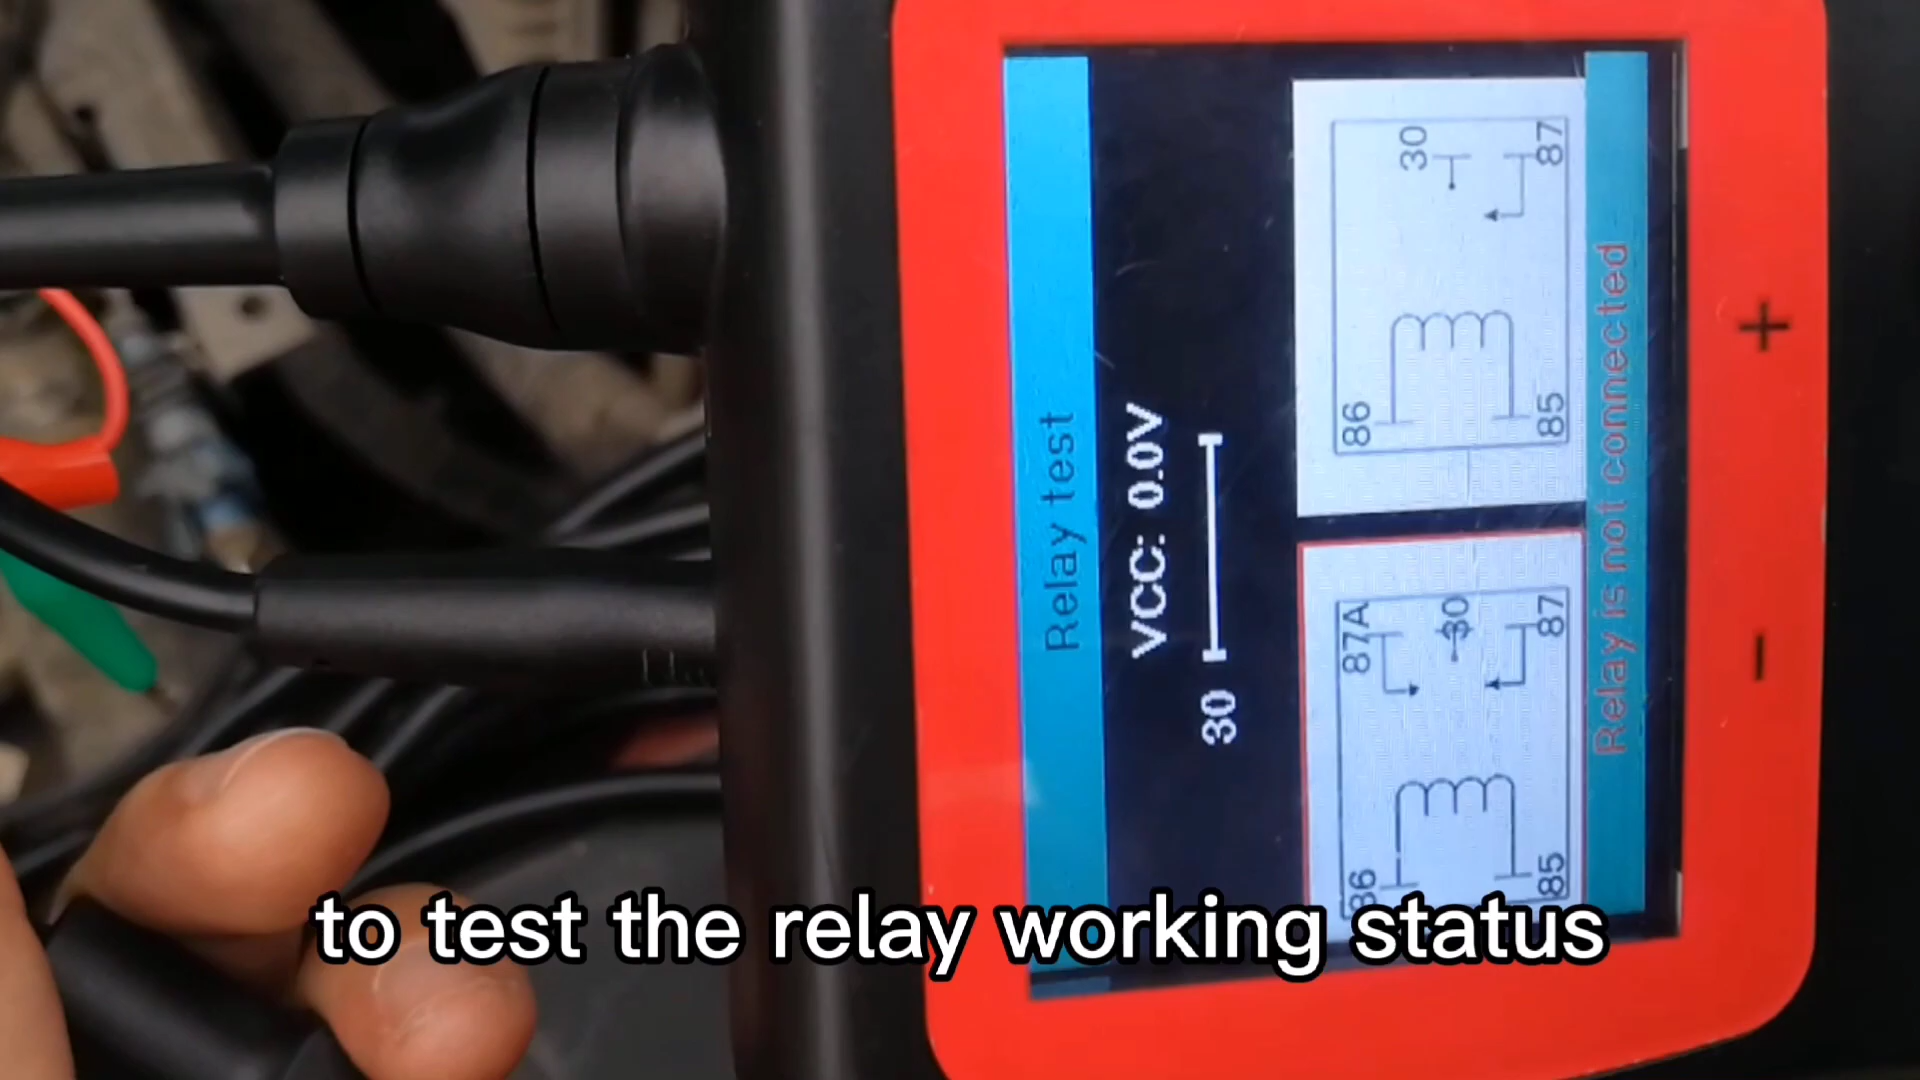 Relay test
VCC: 0.0V
30
87A
30
87
86
85
30
87
86
85
Relay is not connected
+
-
to test the relay working status